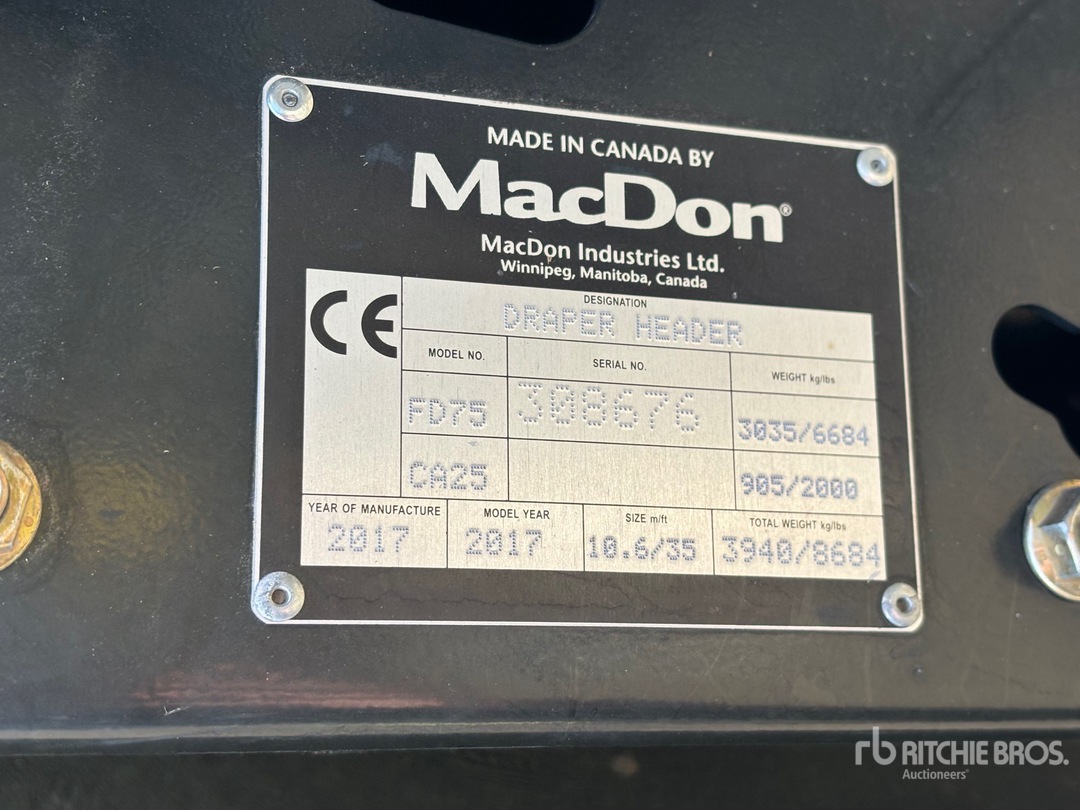 MADE IN CANADA BY
MacDon®
MacDon Industries Ltd.
Winnipeg, Manitoba, Canada
CE
DESIGNATION
DRAPER HEADER
MODEL NO. SERIAL NO. WEIGHT kg/lbs
FD75 308676 3035/6684
CA25 905/2000
YEAR OF MANUFACTURE MODEL YEAR SIZE m/ft TOTAL WEIGHT kg/lbs
2017 2017 10.6/35 3940/8684
rb RITCHIE BROS.
Auctioneers